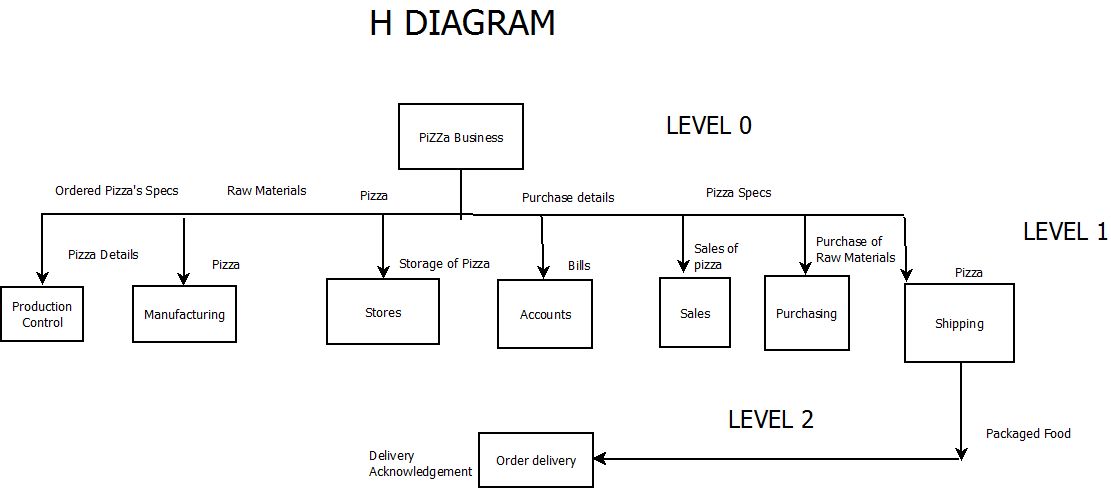 H DIAGRAM
PiZZa Business
LEVEL 0
Ordered Pizza's Specs
Raw Materials
Pizza
Purchase details
Pizza Specs
LEVEL 1
Pizza Details
Pizza
Storage of Pizza
Bills
Sales of
pizza
Purchase of
Raw Materials
Pizza
Production
Control
Manufacturing
Stores
Accounts
Sales
Purchasing
Shipping
LEVEL 2
Packaged Food
Delivery
Acknowledgement
Order delivery